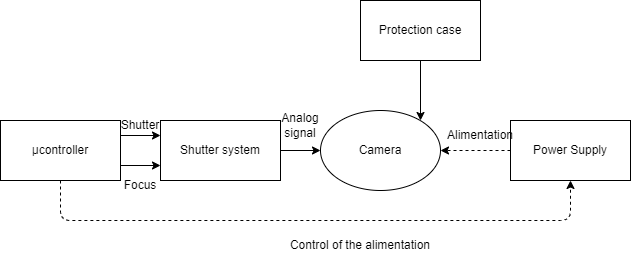 Protection case
Analog
signal
Shutter
Alimentation
µcontroller
Shutter system
Camera
Power Supply
Focus
Control of the alimentation